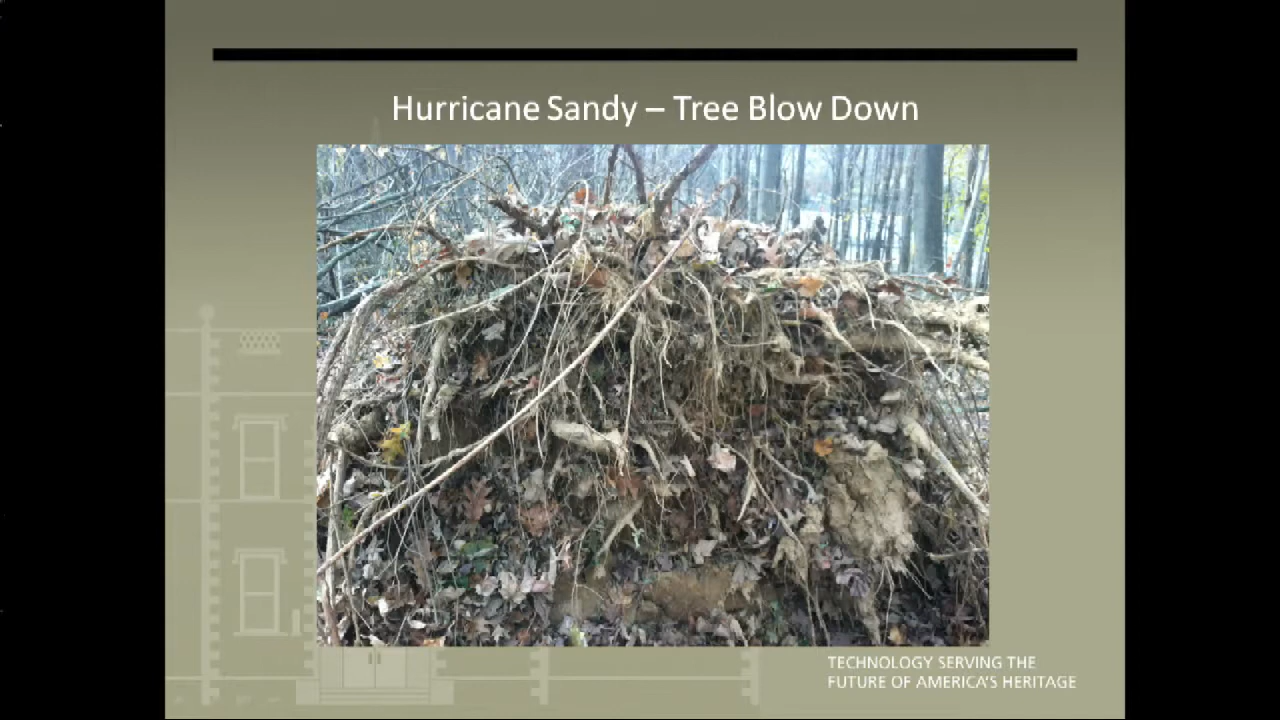 Hurricane Sandy – Tree Blow Down
TECHNOLOGY SERVING THE
FUTURE OF AMERICA'S HERITAGE